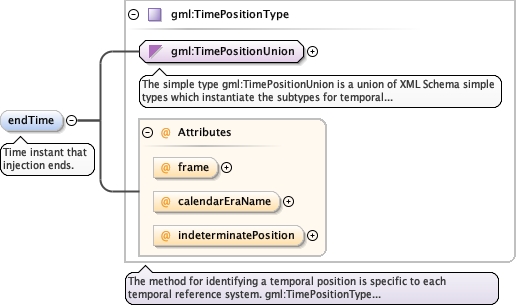 gml:TimePositionType
gml:TimePositionUnion
The simple type gml:TimePositionUnion is a union of XML Schema simple
types which instantiate the subtypes for temporal...
endTime
Time instant that
injection ends.
@ Attributes
@ frame
@ calendarEraName
@ indeterminatePosition
The method for identifying a temporal position is specific to each
temporal reference system. gml:TimePositionType...